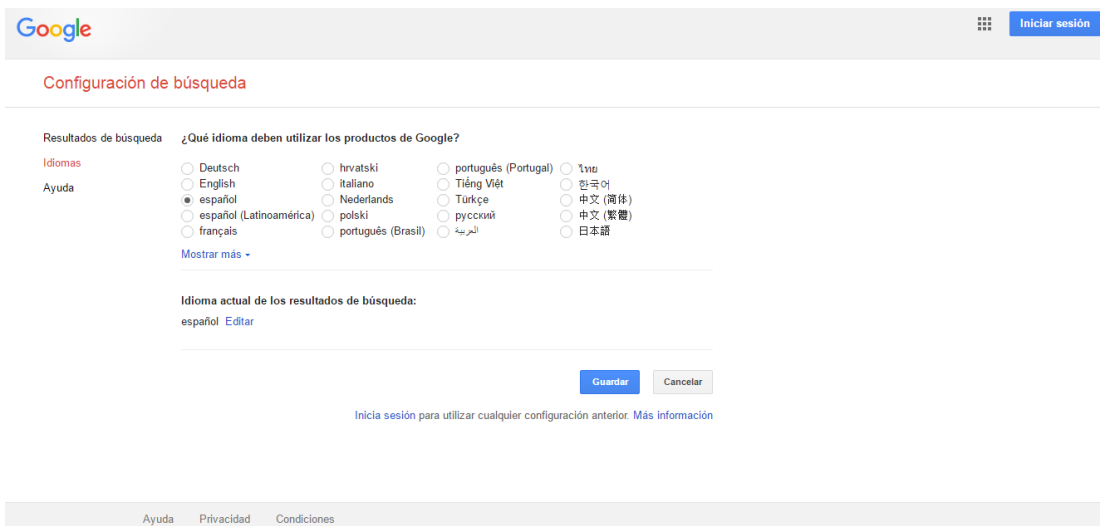 Google
Iniciar sesión
Configuración de búsqueda
Resultados de búsqueda
Idiomas
Ayuda
¿Qué idioma deben utilizar los productos de Google?
Deutsch
English
español
español (Latinoamérica)
français
hrvatski
italiano
Nederlands
polski
português (Brasil)
português (Portugal)
Tiếng Việt
Türkçe
русский
العربية
ไทย
한국어
中文 (简体)
中文 (繁體)
日本語
Mostrar más
Idioma actual de los resultados de búsqueda:
español Editar
Guardar Cancelar
Inicia sesión para utilizar cualquier configuración anterior. Más información
Ayuda Privacidad Condiciones